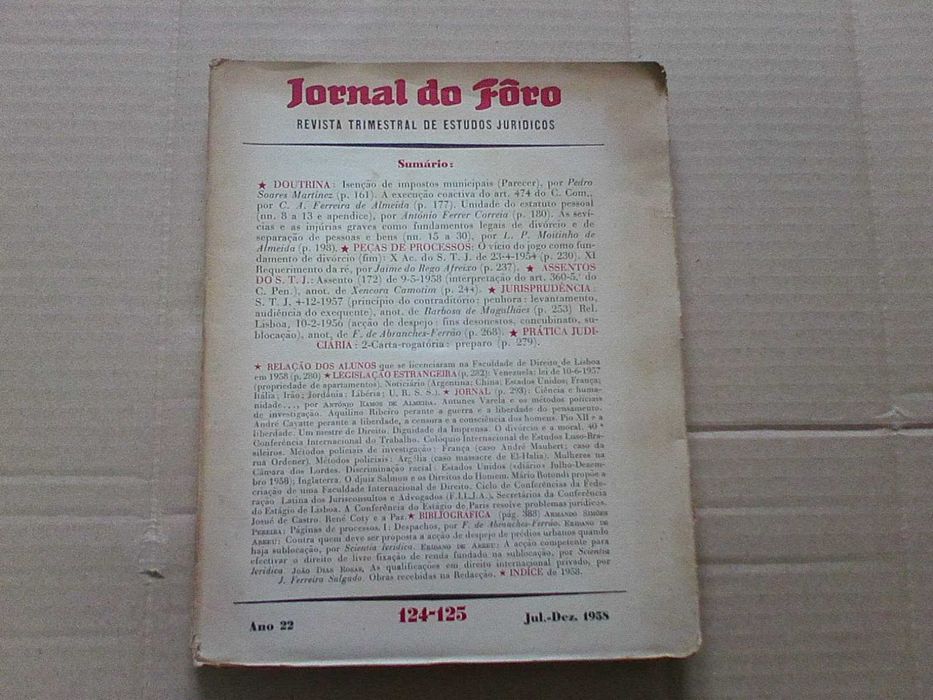 Jornal do Fôro
REVISTA TRIMESTRAL DE ESTUDOS JURIDICOS
Sumário:
★ DOUTRINA: Isenção de impostos municipais (Parecer), por Pedro
Soares Martinez (p. 161). A execução coactiva do art. 474 do C. Com.,
por C. A. Ferreira de Almeida (p. 177). Unidade do estatuto pessoal
(nn. 8 a 13 e apendice), por António Ferrer Correia (p. 180). As seví-
cias e as injúrias graves como fundamentos legais de divórcio e de
separação de pessoas e bens (nn. 15 a 30), por L. P. Moitinho de
Almeida (p. 198). ★ PEÇAS DE PROCESSOS: O vício do jogo como fun-
damento de divórcio (fim): X Ac. do S. T. J. de 23-4-1954 (p. 230). XI
Requerimento da ré, por Jaime do Rego Afreixo (p. 237). ★ ASSENTOS
DO S. T. J.: Assento (172) de 9-5-1958 (interpretação do art. 360-5.º do
C. Pen.), anot. de Xencora Camotim (p. 244). ★ JURISPRUDÊNCIA:
S. T. J. 4-12-1957 (princípio do contraditório: penhora: levantamento,
audiência do exequente), anot. de Barbosa de Magalhães (p. 253) Rel.
Lisboa, 10-2-1956 (acção de despejo: fins desonestos, concubinato, su-
blocação), anot. de F. de Abranches-Ferrão (p. 268). ★ PRÁTICA JUDI-
CIÁRIA: 2-Carta-rogatória: preparo (p. 279).
★ RELAÇÃO DOS ALUNOS que se licenciaram na Faculdade de Direito de Lisboa
em 1958 (p. 280) ★ LEGISLAÇÃO ESTRANGEIRA (p. 282): Venezuela: lei de 10-6-1957
(propriedade de apartamentos). Noticiário (Argentina; China; Estados Unidos; França;
Itália; Irão; Jordânia; Libéria; U. R. S. S.). ★ JORNAL (p. 293): Ciência e huma-
nidade..., por ANTÓNIO RAMOS DE ALMEIDA. Antunes Varela e os métodos policiais
de investigação. Aquilino Ribeiro perante a guerra e a liberdade do pensamento.
André Cayatte perante a liberdade, a censura e a consciência dos homens. Pio XII e a
liberdade. Um mestre de Direito. Dignidade da Imprensa. O divórcio e a moral. 40.ª
Conferência Internacional do Trabalho. Colóquio Internacional de Estudos Luso-Bra-
sileiros. Métodos policiais de investigação: França (caso André Maubert; caso da
rua Ordener). Métodos policiais: Argélia (caso massacre de El-Halia). Mulheres na
Câmara dos Lordes. Discriminação racial: Estados Unidos («diário» Julho-Dezem-
bro 1958); Inglaterra. O djuiz Salmon e os Direitos do Homem. Mário Rotondi propõe a
criação de uma Faculdade Internacional de Direito. Ciclo de Conferências da Fede-
ração Latina dos Jurisconsultos e Advogados (F.I.L.J.A.). Secretários da Conferência
do Estágio de Lisboa. A Conferência do Estágio de Paris resolve problemas jurídicos.
Josué de Castro. René Coty e a Paz. ★ BIBLIOGRAFICA (pág. 388) ARMANDO SIMÕES
PEREIRA: Páginas de processos. I: Despachos, por F. de Abranches-Ferrão. ERIDANO DE
ABREU: Contra quem deve ser proposta a acção de despejo de prédios urbanos quando
haja sublocação, por Scientia Ivridica. ERIDANO DE ABREU: A acção competente para
efectivar o direito de livre fixação de renda fundada na sublocação, por Scientia
Ivridica. JOÃO DIAS ROSAS, As qualificações em direito internacional privado, por
J. Ferreira Salgado. Obras recebidas na Redacção. ★ INDICE de 1958.
Ano 22
124-125
Jul.-Dez. 1958